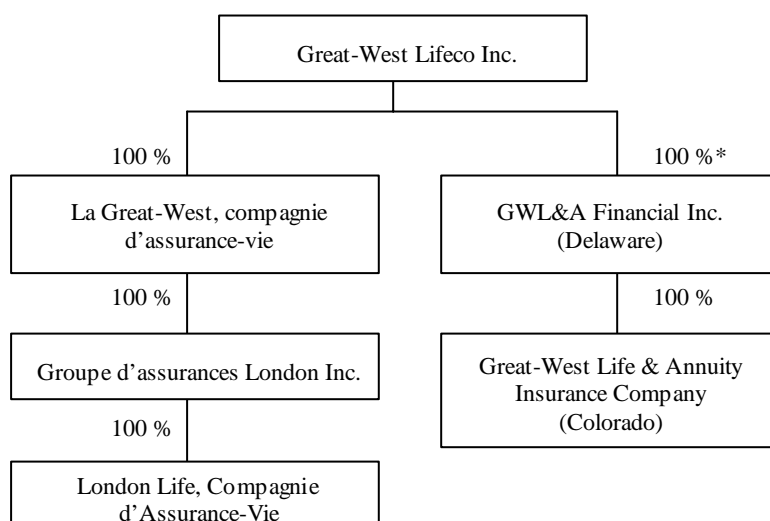 Great-West Lifeco Inc.
100 %
100 %*
La Great-West, compagnie
d’assurance-vie
GWL&A Financial Inc.
(Delaware)
100 %
100 %
Groupe d’assurances London Inc.
Great-West Life & Annuity
Insurance Company
(Colorado)
100 %
London Life, Compagnie
d’Assurance-Vie